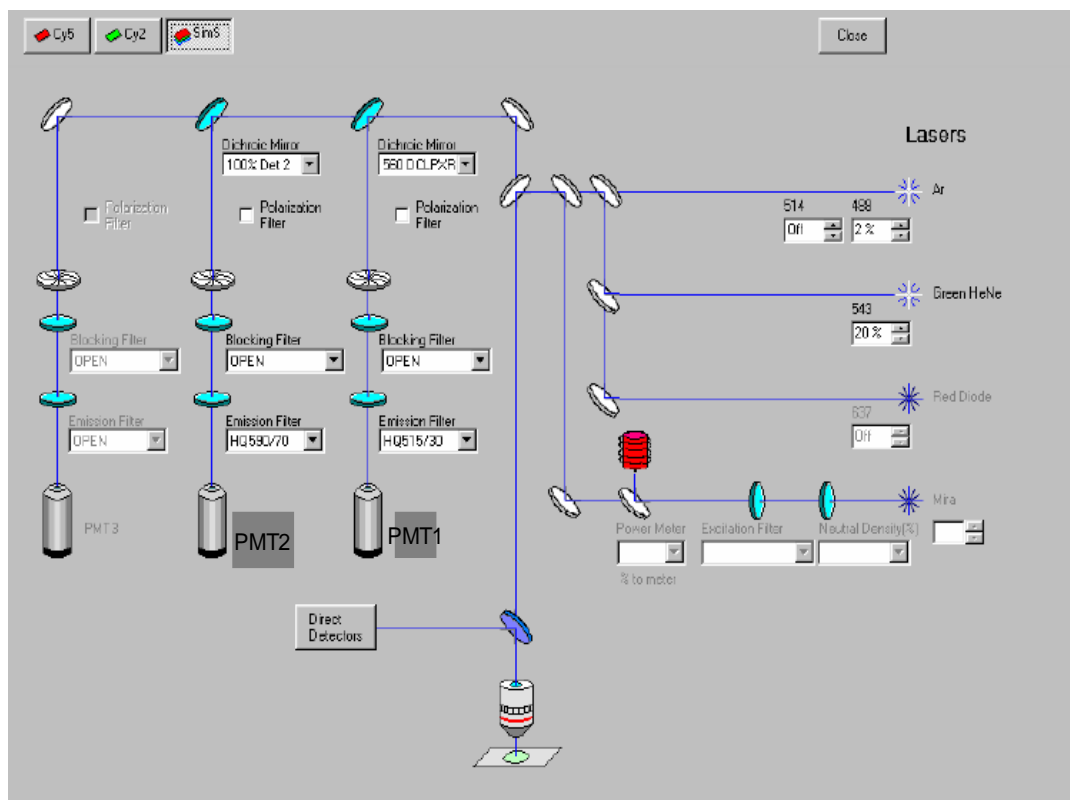 Cy5
Cy2
SimS
Close
Lasers
Dichroic Mirror
100% Det 2
Dichroic Mirror
560 DCLPXR
Ar
514
Off
488
2 %
Polarization
Filter
Polarization
Filter
Polarization
Filter
Green HeNe
543
20 %
Blocking Filter
OPEN
Blocking Filter
OPEN
Blocking Filter
OPEN
Red Diode
637
Off
Emission Filter
OPEN
Emission Filter
HQ590/70
Emission Filter
HQ515/30
PMT3
PMT2
PMT1
Mira
Power Meter
Excitation Filter
Neutral Density(%)
% to meter
Direct
Detectors